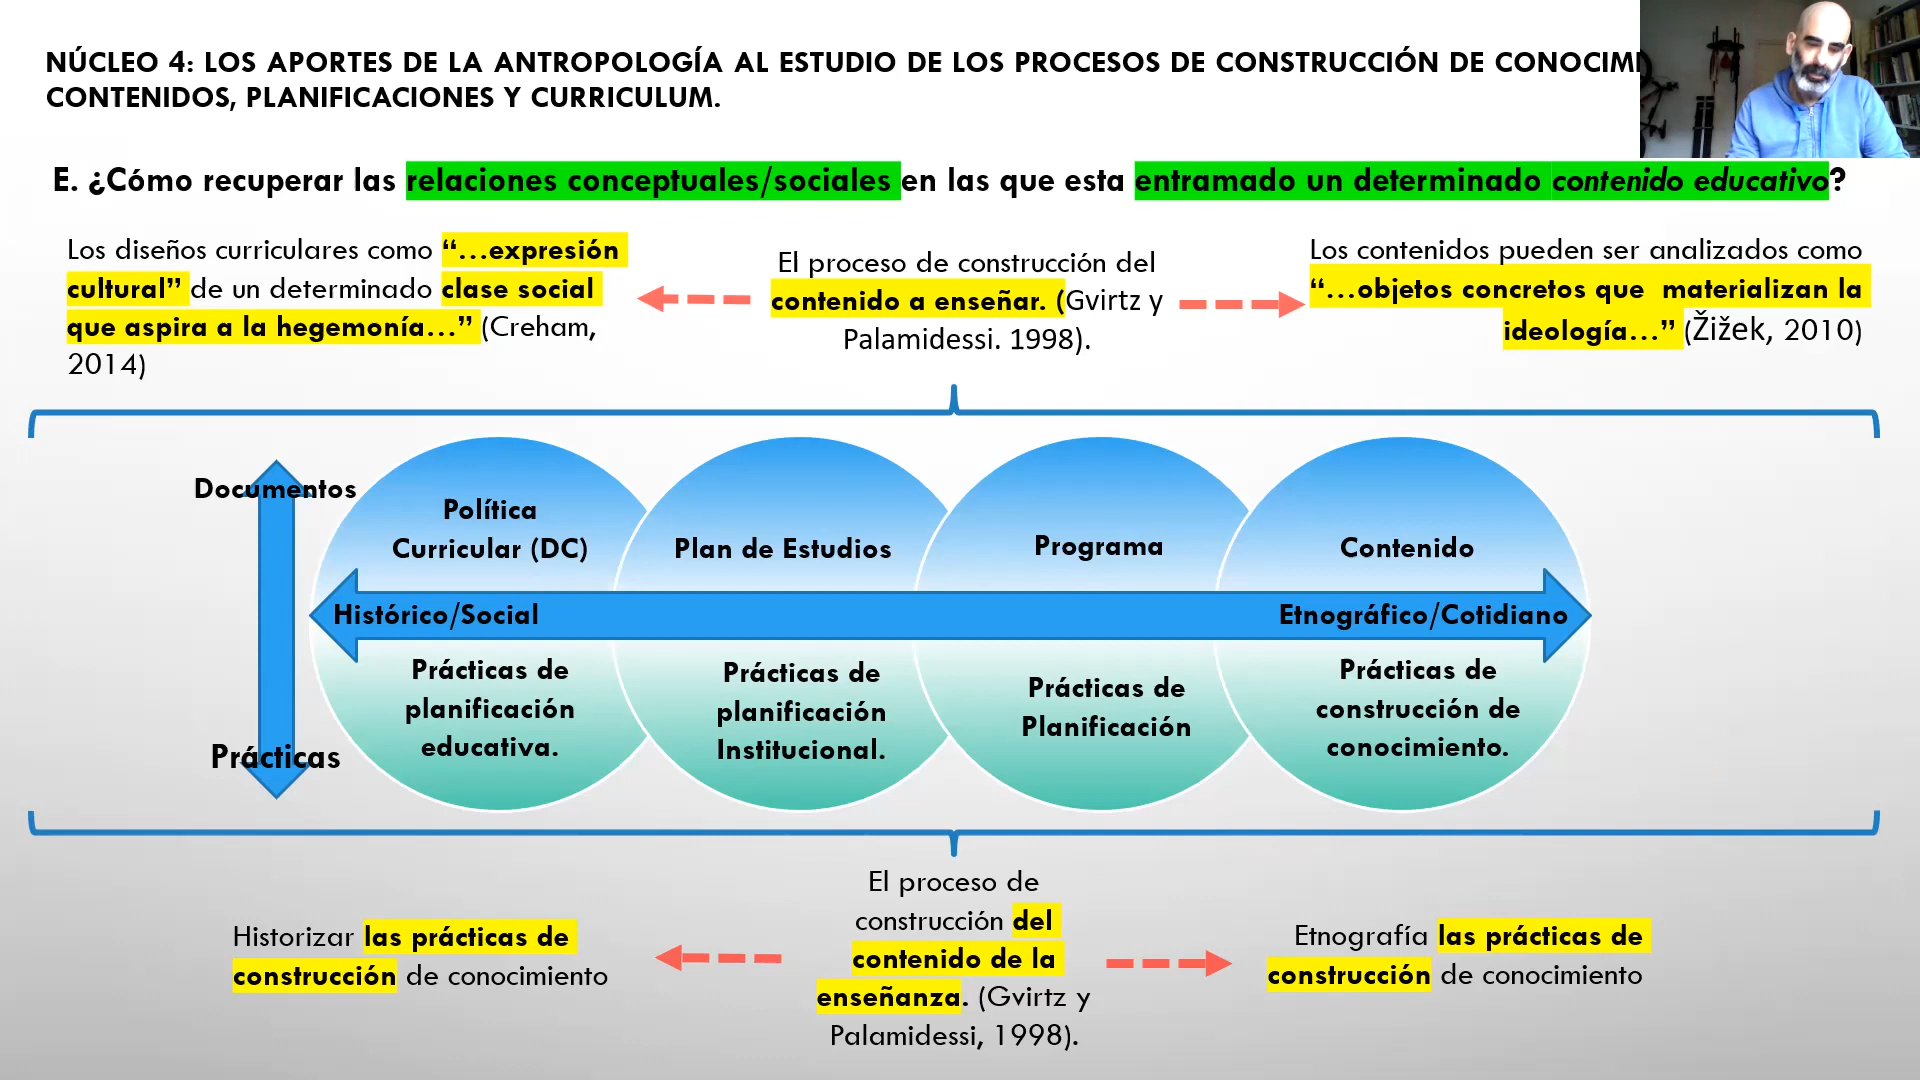 NÚCLEO 4: LOS APORTES DE LA ANTROPOLOGÍA AL ESTUDIO DE LOS PROCESOS DE CONSTRUCCIÓN DE CONOCIMI
CONTENIDOS, PLANIFICACIONES Y CURRICULUM.
E. ¿Cómo recuperar las relaciones conceptuales/sociales en las que esta entramado un determinado contenido educativo?
Los diseños curriculares como “…expresión
cultural” de un determinado clase social
que aspira a la hegemonía…” (Creham,
2014)
El proceso de construcción del
contenido a enseñar. (Gvirtz y
Palamidessi. 1998).
Los contenidos pueden ser analizados como
“…objetos concretos que materializan la
ideología…” (Žižek, 2010)
Documentos
Política
Curricular (DC)
Plan de Estudios
Programa
Contenido
Histórico/Social
Etnográfico/Cotidiano
Prácticas de
planificación
educativa.
Prácticas de
planificación
Institucional.
Prácticas de
Planificación
Prácticas de
construcción de
conocimiento.
Prácticas
Historizar las prácticas de
construcción de conocimiento
El proceso de
construcción del
contenido de la
enseñanza. (Gvirtz y
Palamidessi, 1998).
Etnografía las prácticas de
construcción de conocimiento